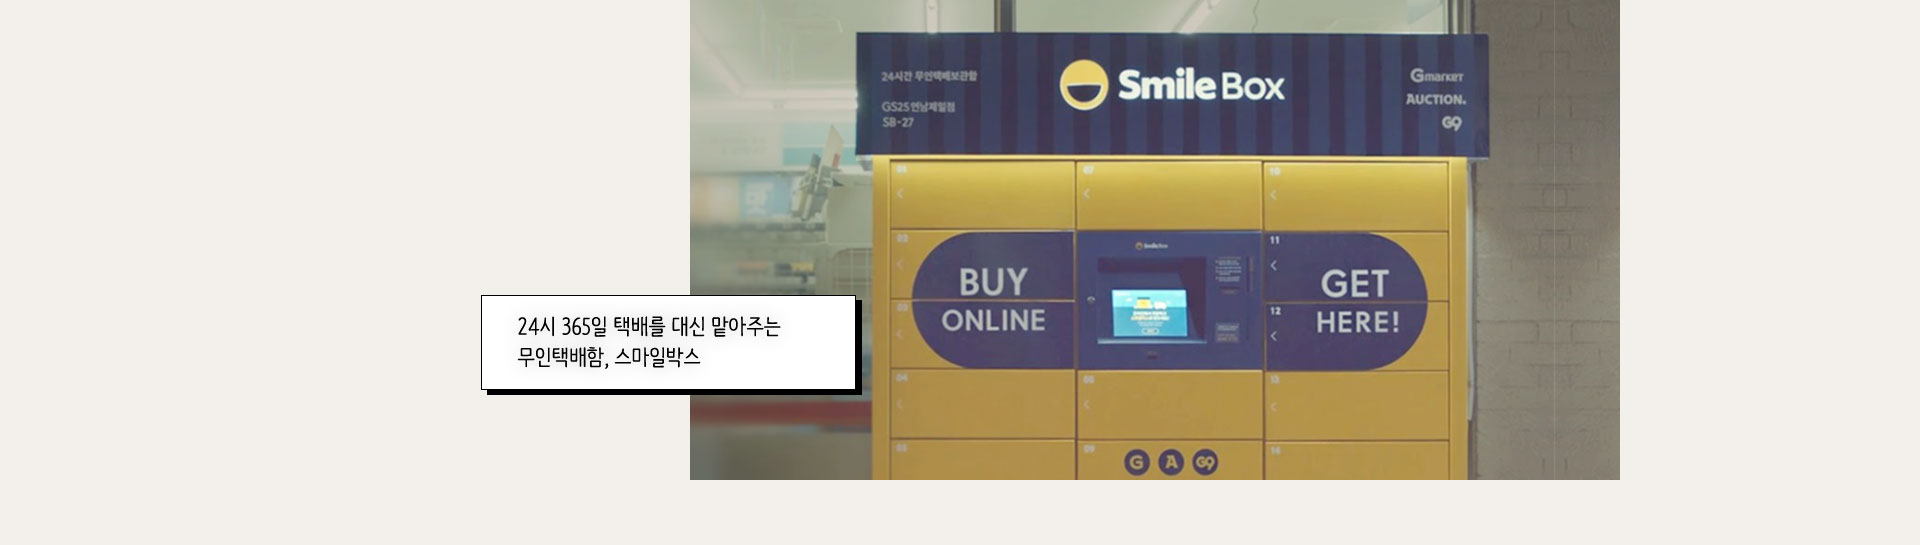 24시간 무인택배보관함
GS25 연남제일점
SB-27
Smile Box
Gmarket
AUCTION.
G9
06
07
10
02
11
BUY
ONLINE
SmileBox
GET
HERE!
03
12
24시 365일 택배를 대신 맡아주는
무인택배함, 스마일박스
04
08
13
05
09
14
G A G9